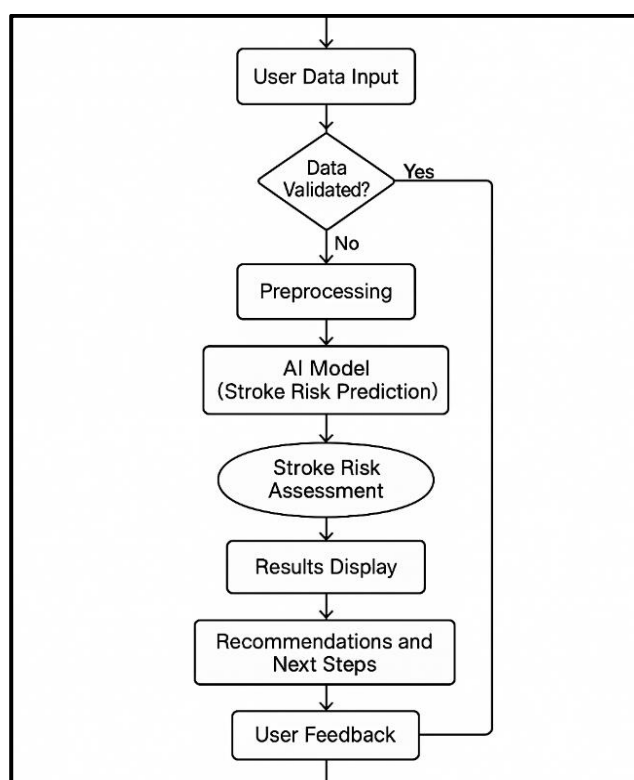 User Data Input
Data
Validated?
Yes
No
Preprocessing
AI Model
(Stroke Risk Prediction)
Stroke Risk
Assessment
Results Display
Recommendations and
Next Steps
User Feedback